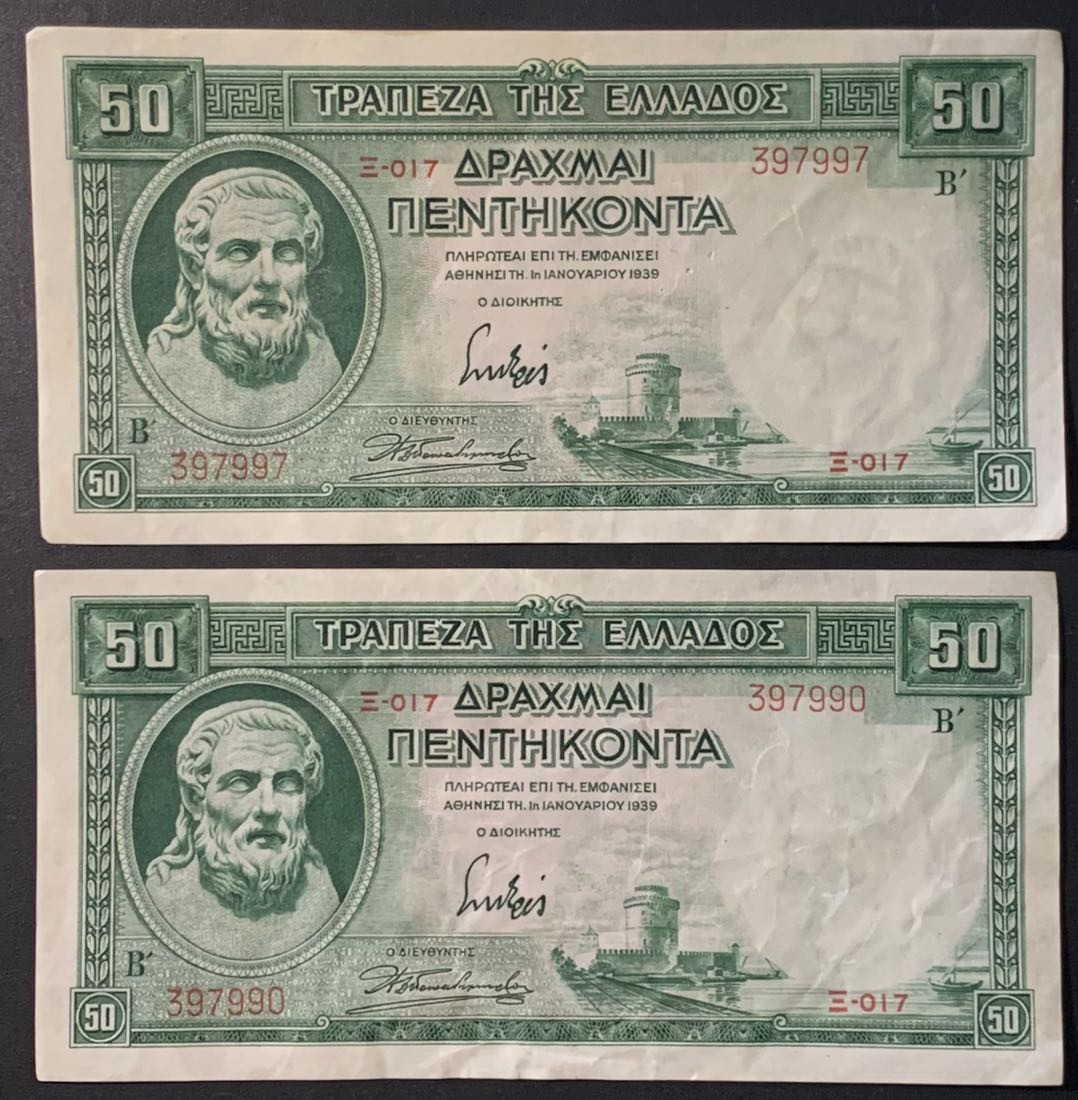 50 ΤΡΑΠΕΖΑ ΤΗΣ ΕΛΛΑΔΟΣ 50
Ξ-017 ΔΡΑΧΜΑΙ 397997
Β′
ΠΕΝΤΗΚΟΝΤΑ
ΠΛΗΡΩΤΕΑΙ ΕΠΙ ΤΗ. ΕΜΦΑΝΙΣΕΙ
ΑΘΗΝΗΣΙ ΤΗ. 1η ΙΑΝΟΥΑΡΙΟΥ 1939
Ο ΔΙΟΙΚΗΤΗΣ
Ο ΔΙΕΥΘΥΝΤΗΣ
Β′
397997 Ξ-017
50 50
50 ΤΡΑΠΕΖΑ ΤΗΣ ΕΛΛΑΔΟΣ 50
Ξ-017 ΔΡΑΧΜΑΙ 397990
Β′
ΠΕΝΤΗΚΟΝΤΑ
ΠΛΗΡΩΤΕΑΙ ΕΠΙ ΤΗ. ΕΜΦΑΝΙΣΕΙ
ΑΘΗΝΗΣΙ ΤΗ. 1η ΙΑΝΟΥΑΡΙΟΥ 1939
Ο ΔΙΟΙΚΗΤΗΣ
Ο ΔΙΕΥΘΥΝΤΗΣ
Β′
397990 Ξ-017
50 50